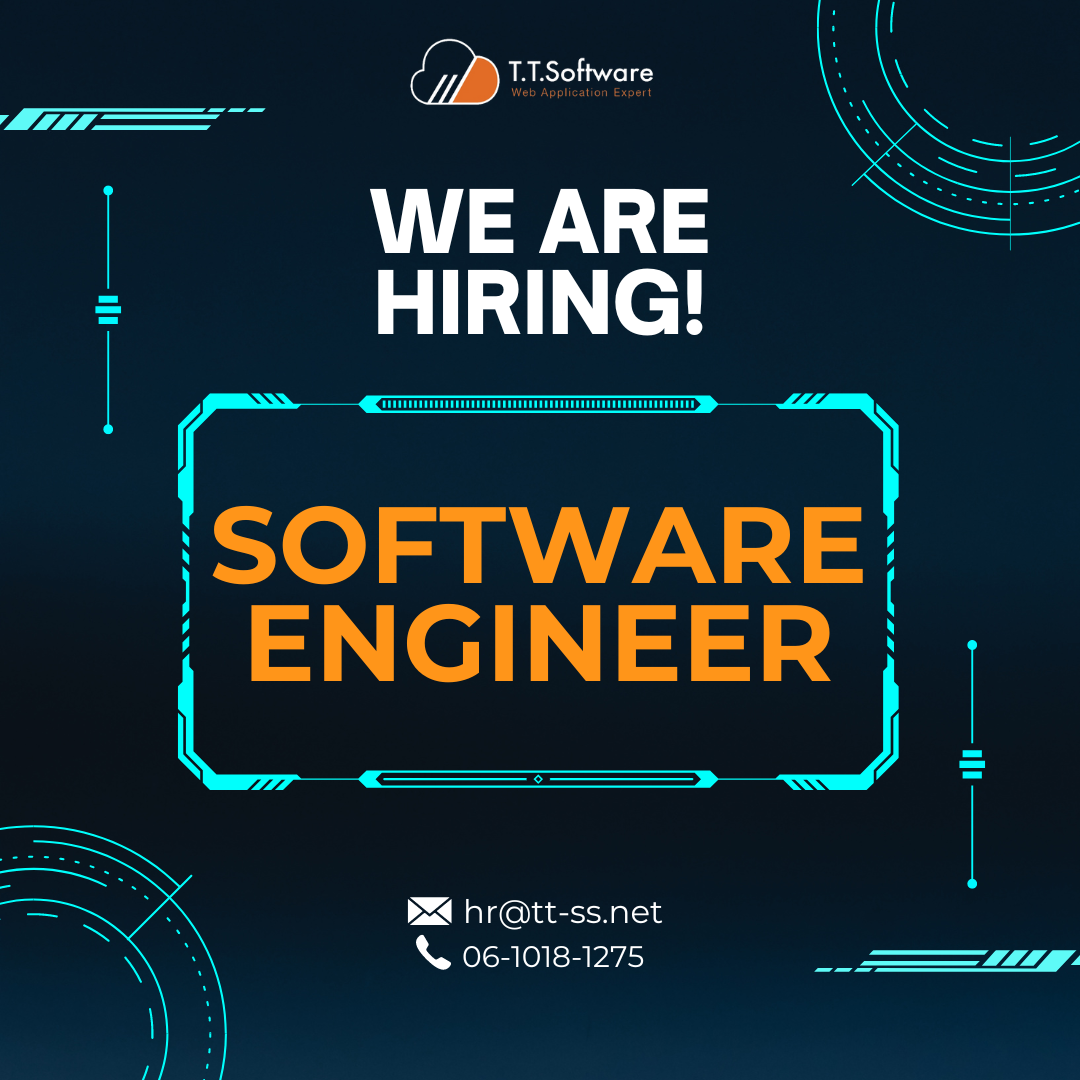 T.T.Software
Web Application Expert
WE ARE
HIRING!
SOFTWARE
ENGINEER
hr@tt-ss.net
06-1018-1275